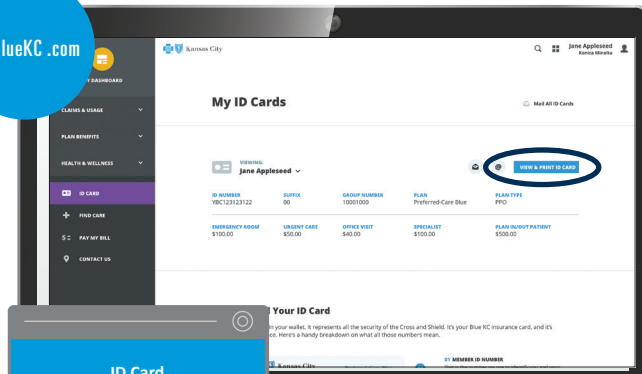 lueKC.com
Kansas City
Jane Appleseed
Konica Minolta
DASHBOARD
My ID Cards
Mail All ID Cards
CLAIMS & USAGE
PLAN BENEFITS
HEALTH & WELLNESS
ID CARD
FIND CARE
PAY MY BILL
CONTACT US
VIEWING:
Jane Appleseed
@
VIEW & PRINT ID CARD
ID NUMBER SUFFIX GROUP NUMBER PLAN PLAN TYPE
YBC123123122 00 10001000 Preferred-Care Blue PPO
EMERGENCY ROOM URGENT CARE OFFICE VISIT SPECIALIST PLAN IN/OUT PATIENT
$100.00 $50.00 $40.00 $100.00 $500.00
Your ID Card
in your wallet. It represents all the security of the Cross and Shield. It's your Blue KC insurance card, and it's
ce. Here's a handy breakdown on what all those numbers mean.
Kansas City
BY MEMBER ID NUMBER
ID Card